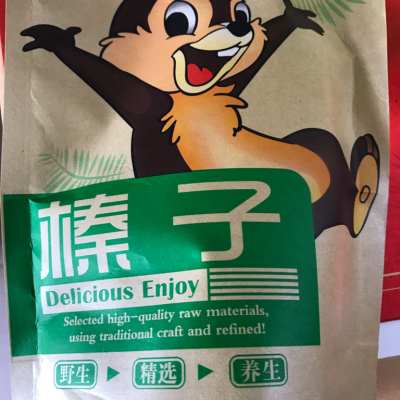 榛子
Delicious Enjoy
Selected high-quality raw materials,
using traditional craft and refined!
野生 精选 养生